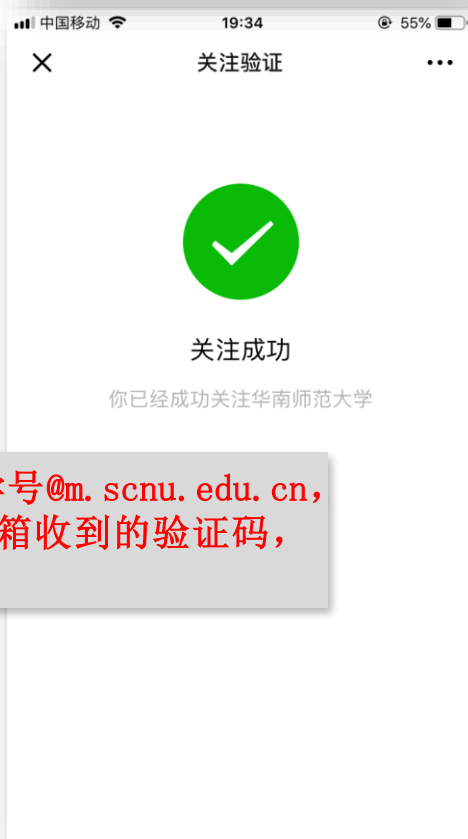 中国移动 19:34 55%
关注验证
关注成功
你已经成功关注华南师范大学
号@m.scnu.edu.cn，
箱收到的验证码，